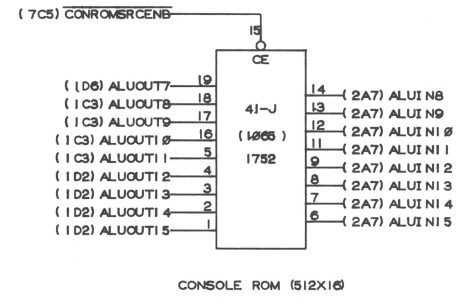 ( 7C5) CONROMSRCENB
15
CE
( 1D6) ALUOUT7 19
( 1C3) ALUOUT8 18
( 1C3) ALUOUT9 17
( 1C3) ALUOUT10 16
( 1C3) ALUOUT11 5
( 1D2) ALUOUT12 4
( 1D2) ALUOUT13 3
( 1D2) ALUOUT14 2
( 1D2) ALUOUT15 1
41-J
(1065 )
1752
14 ( 2A7) ALUIN8
13 ( 2A7) ALUIN9
12 ( 2A7) ALUIN10
11 ( 2A7) ALUIN11
9 ( 2A7) ALUIN12
8 ( 2A7) ALUIN13
7 ( 2A7) ALUIN14
6 ( 2A7) ALUIN15
CONSOLE ROM (512X16)